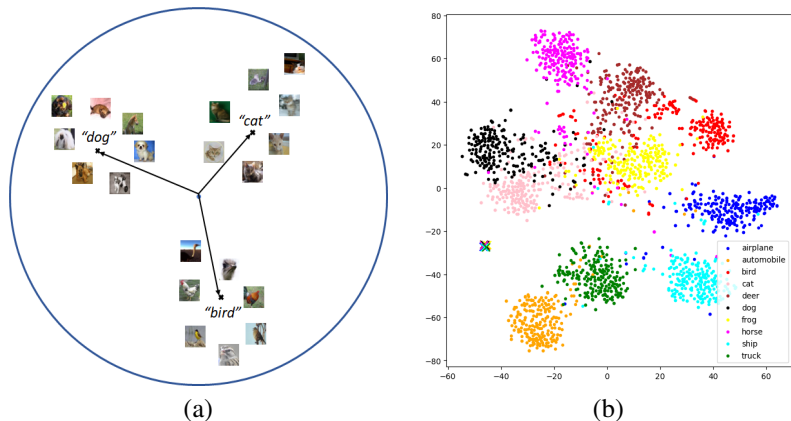 "dog"
"cat"
"bird"
(a)
80
60
40
20
0
−20
−40
−60
−80
−60
−40
−20
0
20
40
60
airplane
automobile
bird
cat
deer
dog
frog
horse
ship
truck
(b)